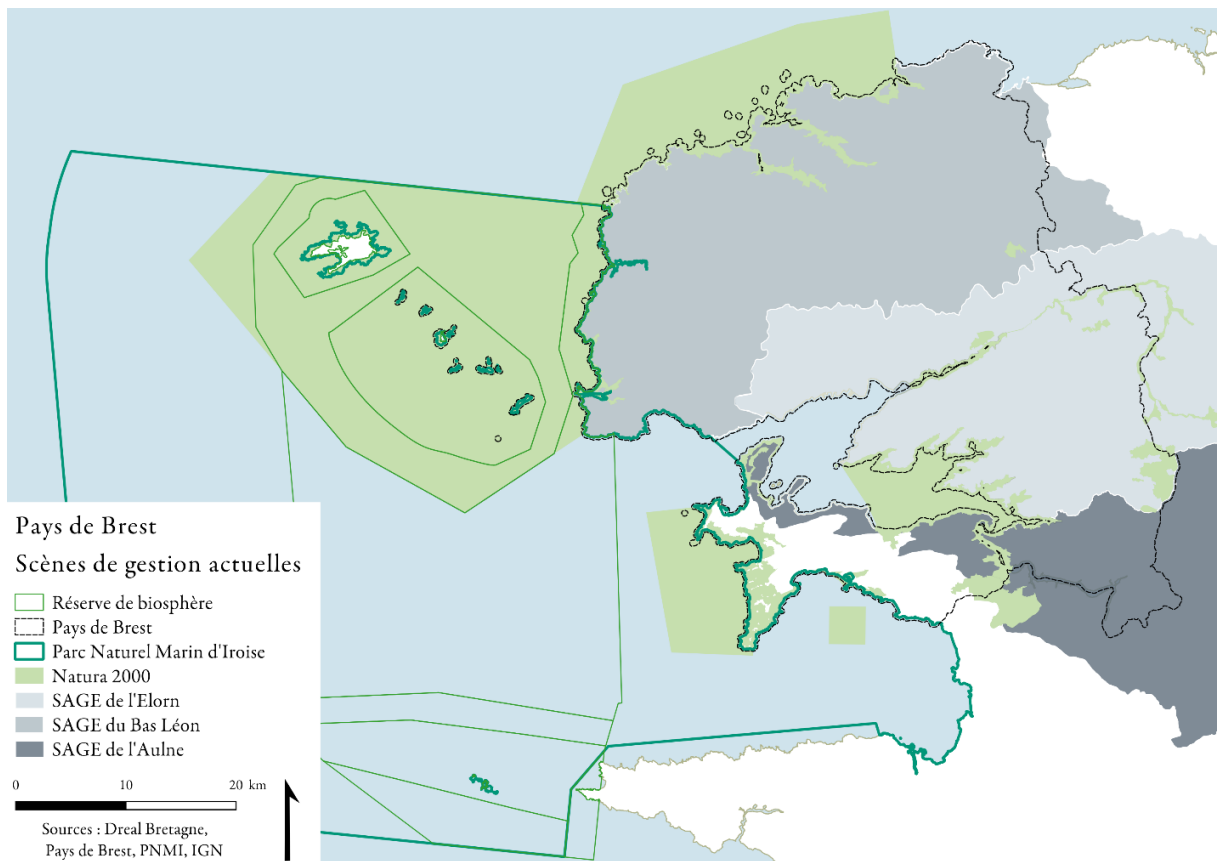 Pays de Brest
Scènes de gestion actuelles
Réserve de biosphère
Pays de Brest
Parc Naturel Marin d'Iroise
Natura 2000
SAGE de l'Elorn
SAGE du Bas Léon
SAGE de l'Aulne
0 10 20 km
Sources : Dreal Bretagne,
Pays de Brest, PNMI, IGN